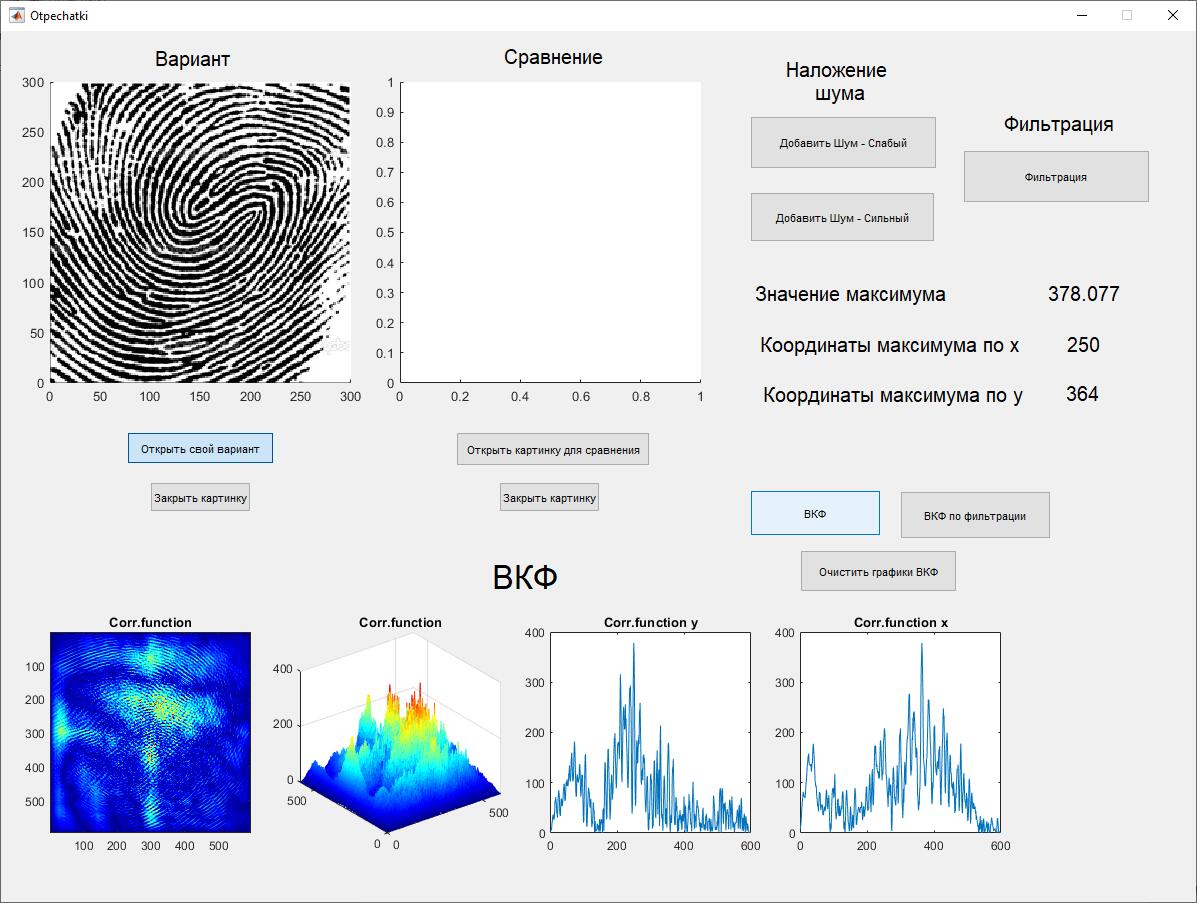 Otpechatki
Вариант
Сравнение
Наложение
шума
Фильтрация
Добавить Шум - Слабый
Фильтрация
Добавить Шум - Сильный
300
250
200
150
100
50
0
0 50 100 150 200 250 300
1
0.9
0.8
0.7
0.6
0.5
0.4
0.3
0.2
0.1
0
0 0.2 0.4 0.6 0.8 1
Значение максимума 378.077
Координаты максимума по x 250
Координаты максимума по y 364
Открыть свой вариант
Открыть картинку для сравнения
Закрыть картинку
Закрыть картинку
ВКФ
ВКФ по фильтрации
Очистить графики ВКФ
ВКФ
Corr.function
100
200
300
400
500
100 200 300 400 500
Corr.function
400
200
0
500
0 0
500
Corr.function y
400
300
200
100
0
0 200 400 600
Corr.function x
400
300
200
100
0
0 200 400 600